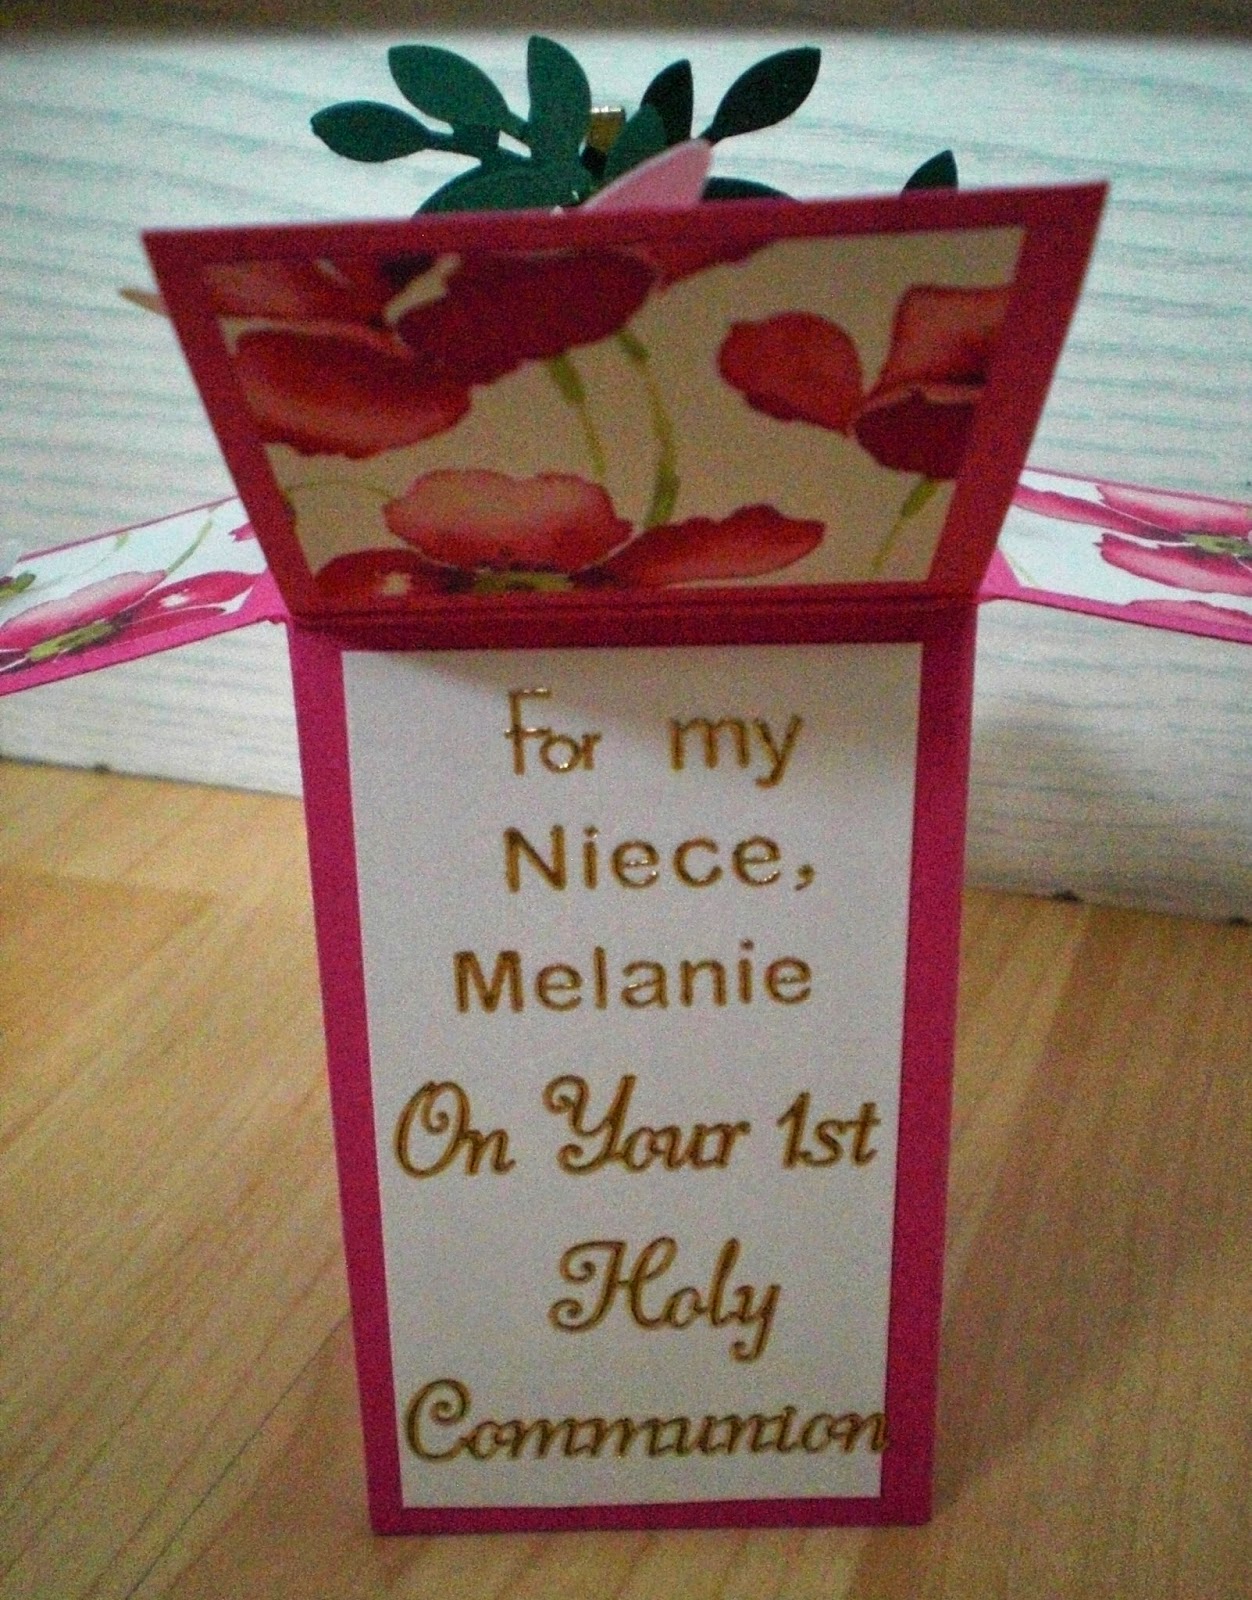 For my
Niece,
Melanie
On Your 1st
Holy
Communion